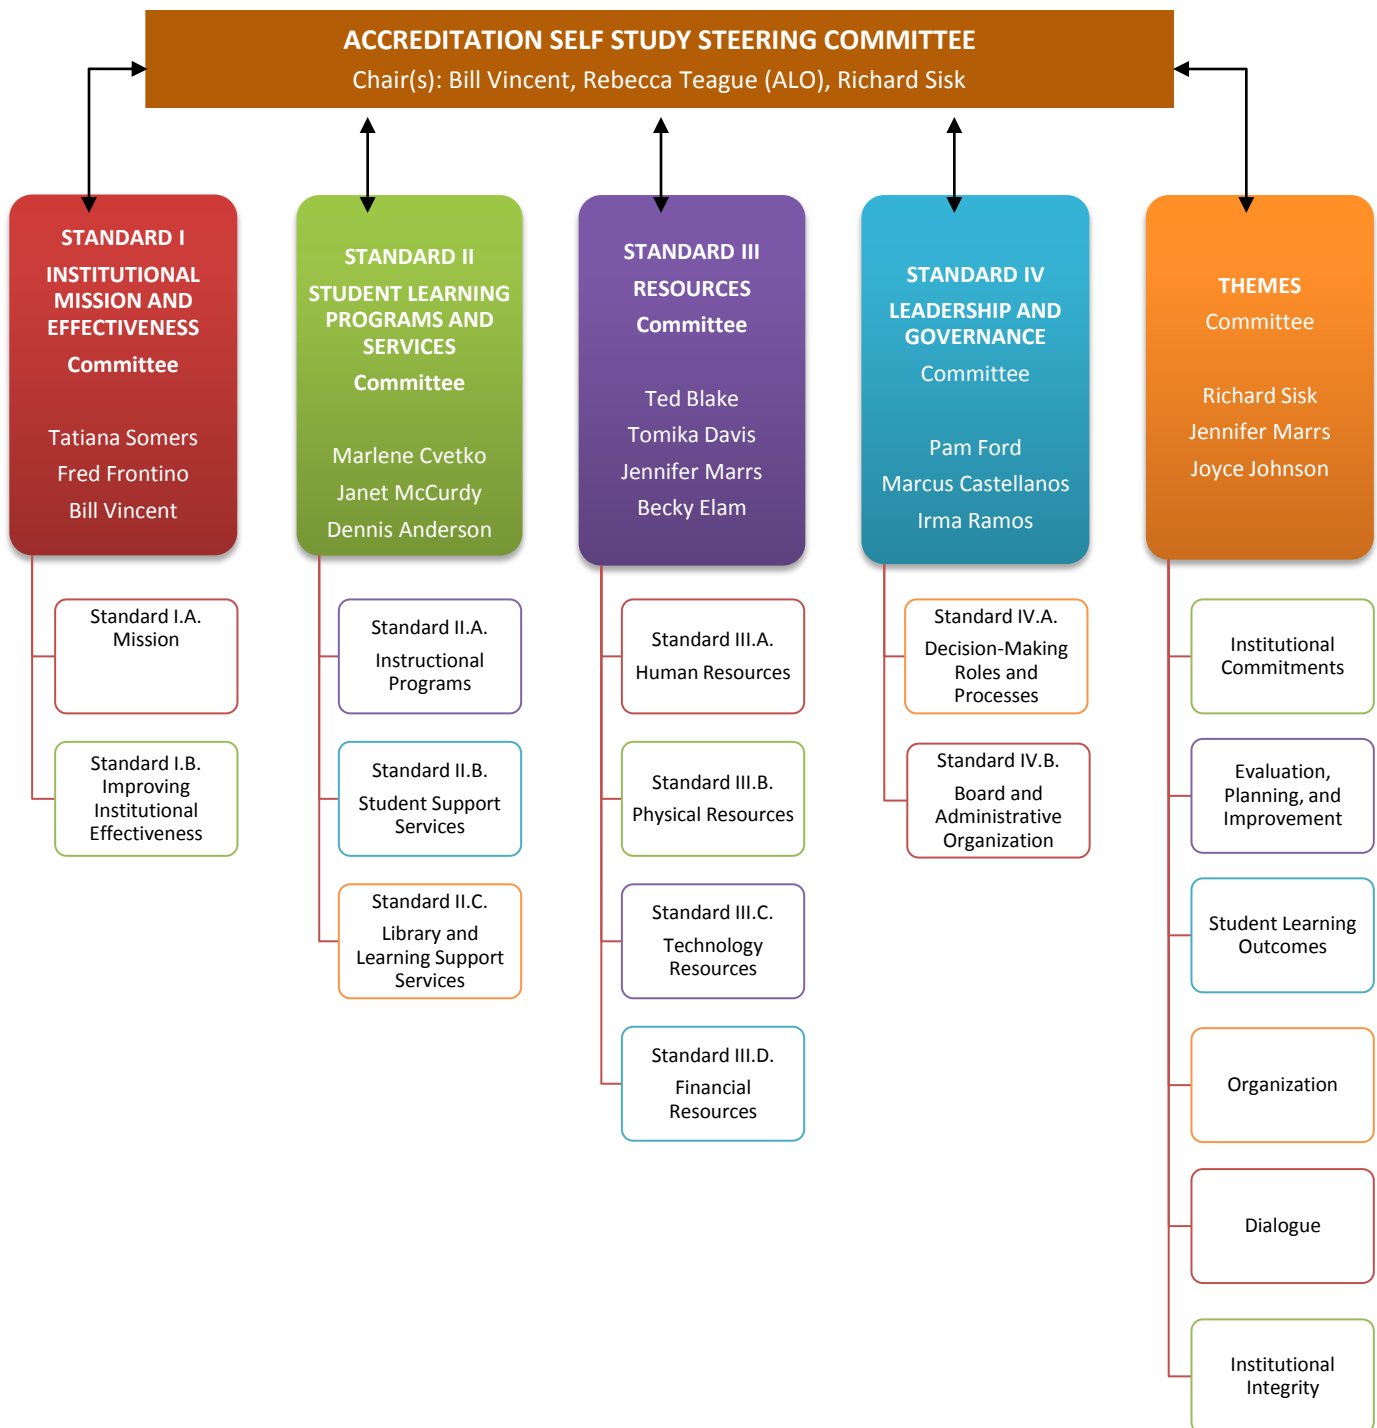 ACCREDITATION SELF STUDY STEERING COMMITTEE
Chair(s): Bill Vincent, Rebecca Teague (ALO), Richard Sisk
STANDARD I
INSTITUTIONAL
MISSION AND
EFFECTIVENESS
Committee
Tatiana Somers
Fred Frontino
Bill Vincent
Standard I.A.
Mission
Standard I.B.
Improving
Institutional
Effectiveness
STANDARD II
STUDENT LEARNING
PROGRAMS AND
SERVICES
Committee
Marlene Cvetko
Janet McCurdy
Dennis Anderson
Standard II.A.
Instructional
Programs
Standard II.B.
Student Support
Services
Standard II.C.
Library and
Learning Support
Services
STANDARD III
RESOURCES
Committee
Ted Blake
Tomika Davis
Jennifer Marrs
Becky Elam
Standard III.A.
Human Resources
Standard III.B.
Physical Resources
Standard III.C.
Technology
Resources
Standard III.D.
Financial
Resources
STANDARD IV
LEADERSHIP AND
GOVERNANCE
Committee
Pam Ford
Marcus Castellanos
Irma Ramos
Standard IV.A.
Decision-Making
Roles and
Processes
Standard IV.B.
Board and
Administrative
Organization
THEMES
Committee
Richard Sisk
Jennifer Marrs
Joyce Johnson
Institutional
Commitments
Evaluation,
Planning, and
Improvement
Student Learning
Outcomes
Organization
Dialogue
Institutional
Integrity